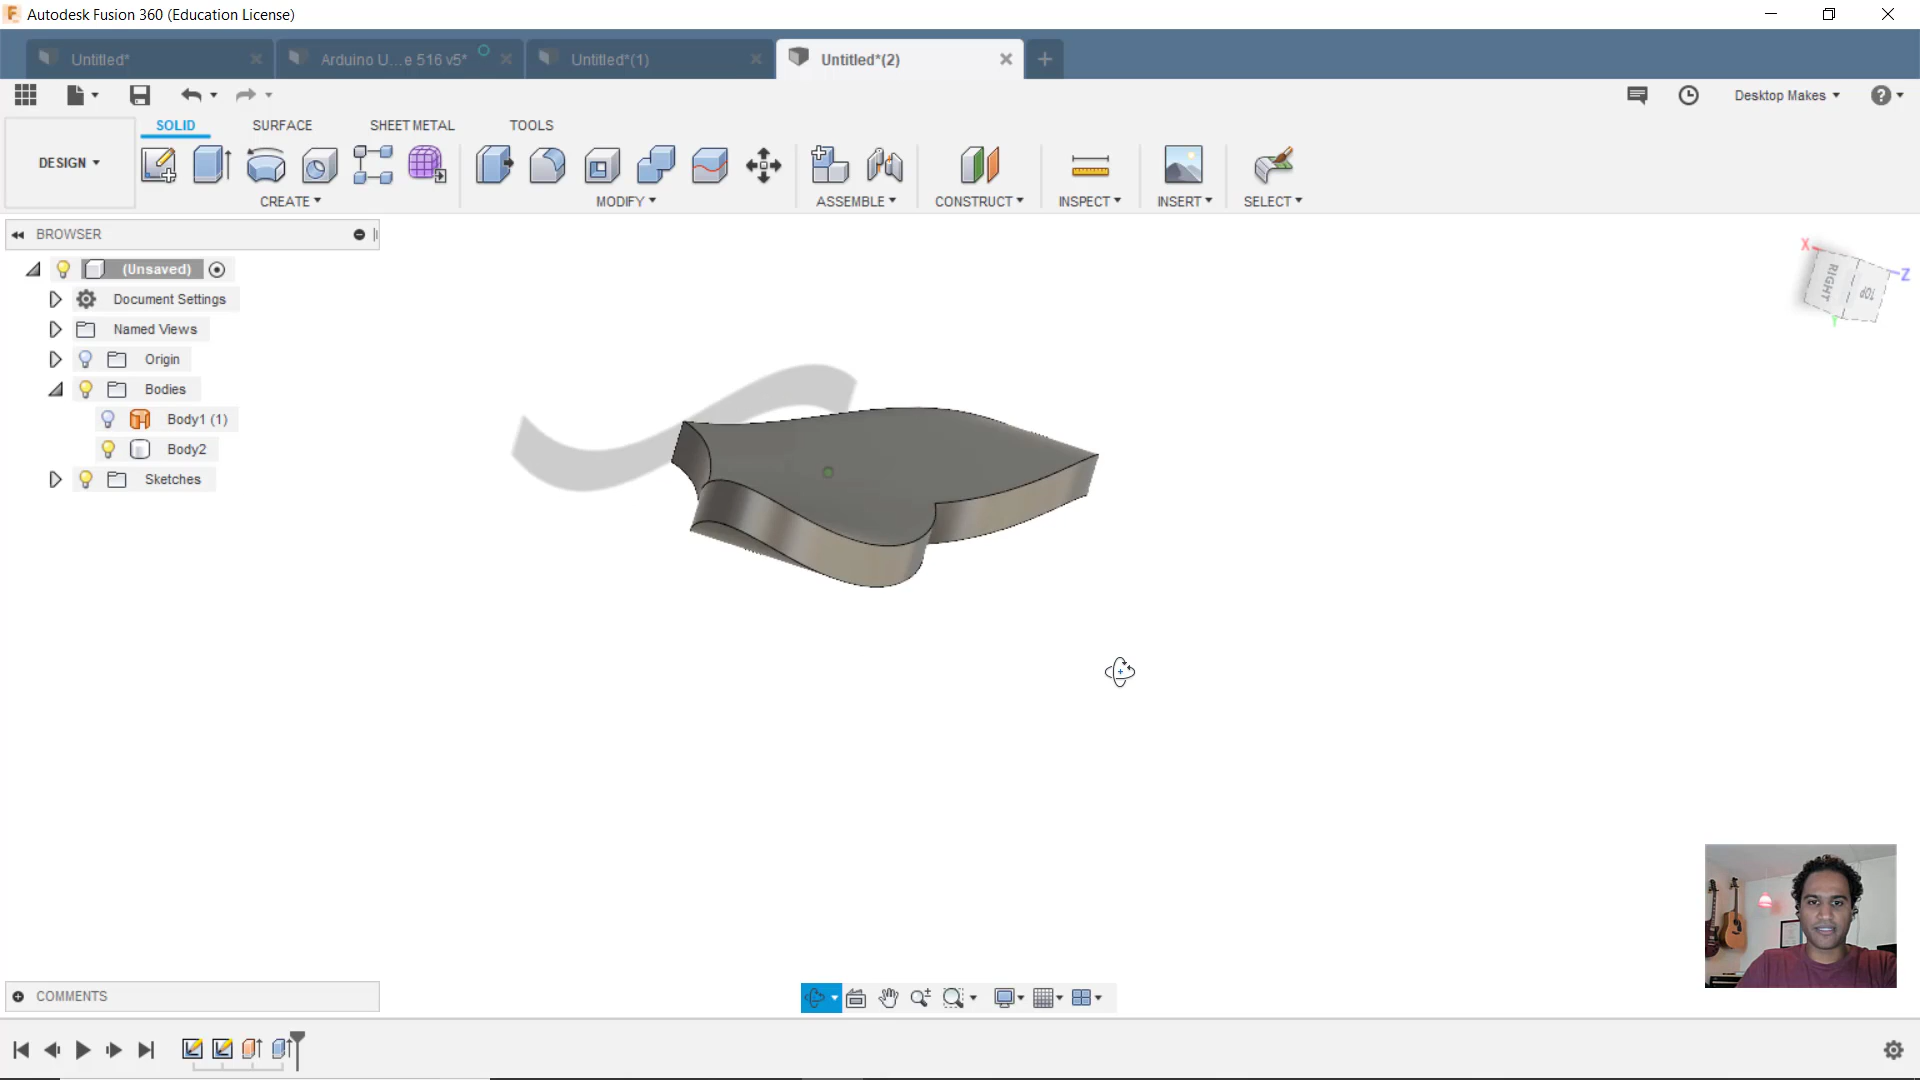 Autodesk Fusion 360 (Education License)
Untitled*
Arduino U...e 516 v5*
Untitled*(1)
Untitled*(2)
Desktop Makes
DESIGN
SOLID
SURFACE
SHEET METAL
TOOLS
CREATE
MODIFY
ASSEMBLE
CONSTRUCT
INSPECT
INSERT
SELECT
BROWSER
(Unsaved)
Document Settings
Named Views
Origin
Bodies
Body1 (1)
Body2
Sketches
X
RIGHT
TOP
Z
Y
COMMENTS